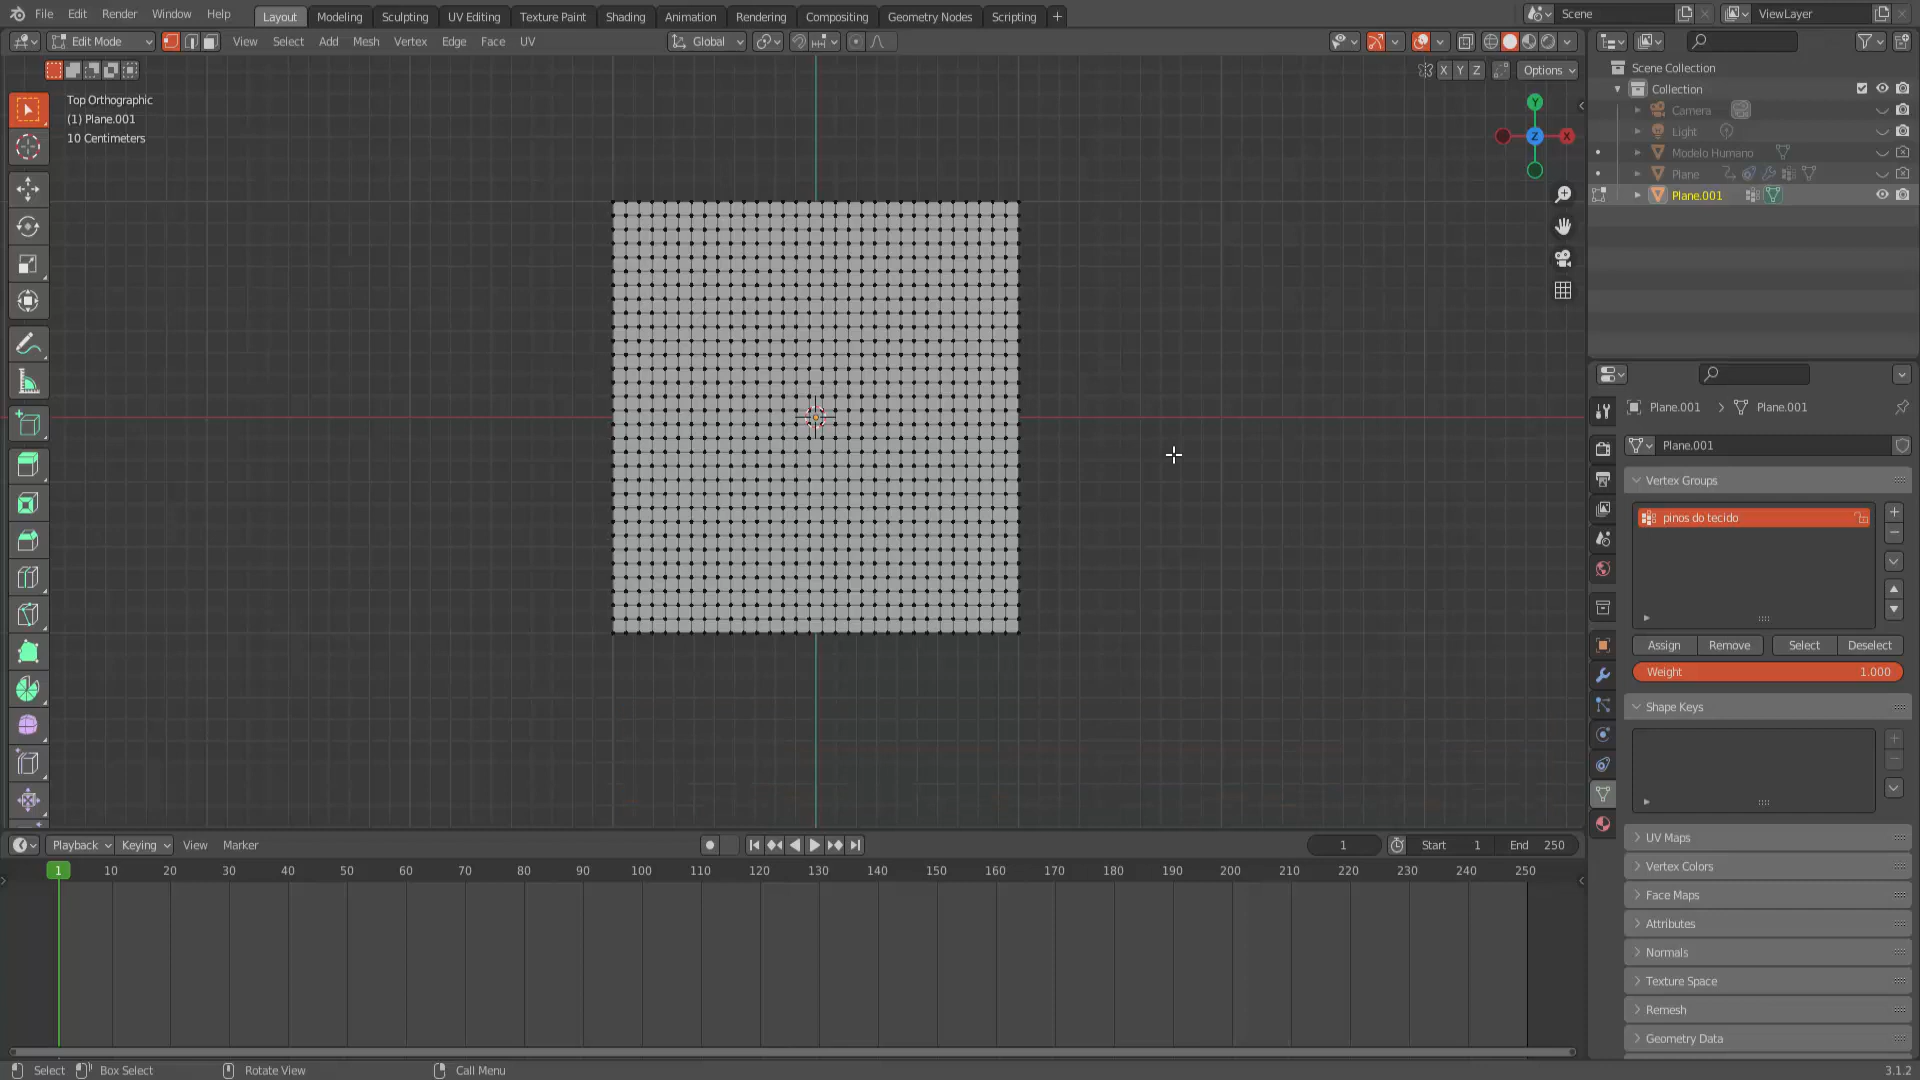 File Edit Render Window Help Layout Modeling Sculpting UV Editing Texture Paint Shading Animation Rendering Compositing Geometry Nodes Scripting + Scene ViewLayer
Edit Mode View Select Add Mesh Vertex Edge Face UV Global
X Y Z Options
Top Orthographic
(1) Plane.001
10 Centimeters
Y
Z
X
Scene Collection
Collection
Camera
Light
Modelo Humano
Plane
Plane.001
Plane.001 Plane.001
Plane.001
Vertex Groups
pinos do tecido
Assign Remove Select Deselect
Weight 1.000
Shape Keys
UV Maps
Vertex Colors
Face Maps
Attributes
Normals
Texture Space
Remesh
Geometry Data
Playback Keying View Marker 1 Start 1 End 250
1 10 20 30 40 50 60 70 80 90 100 110 120 130 140 150 160 170 180 190 200 210 220 230 240 250
Select Box Select Rotate View Call Menu 3.1.2